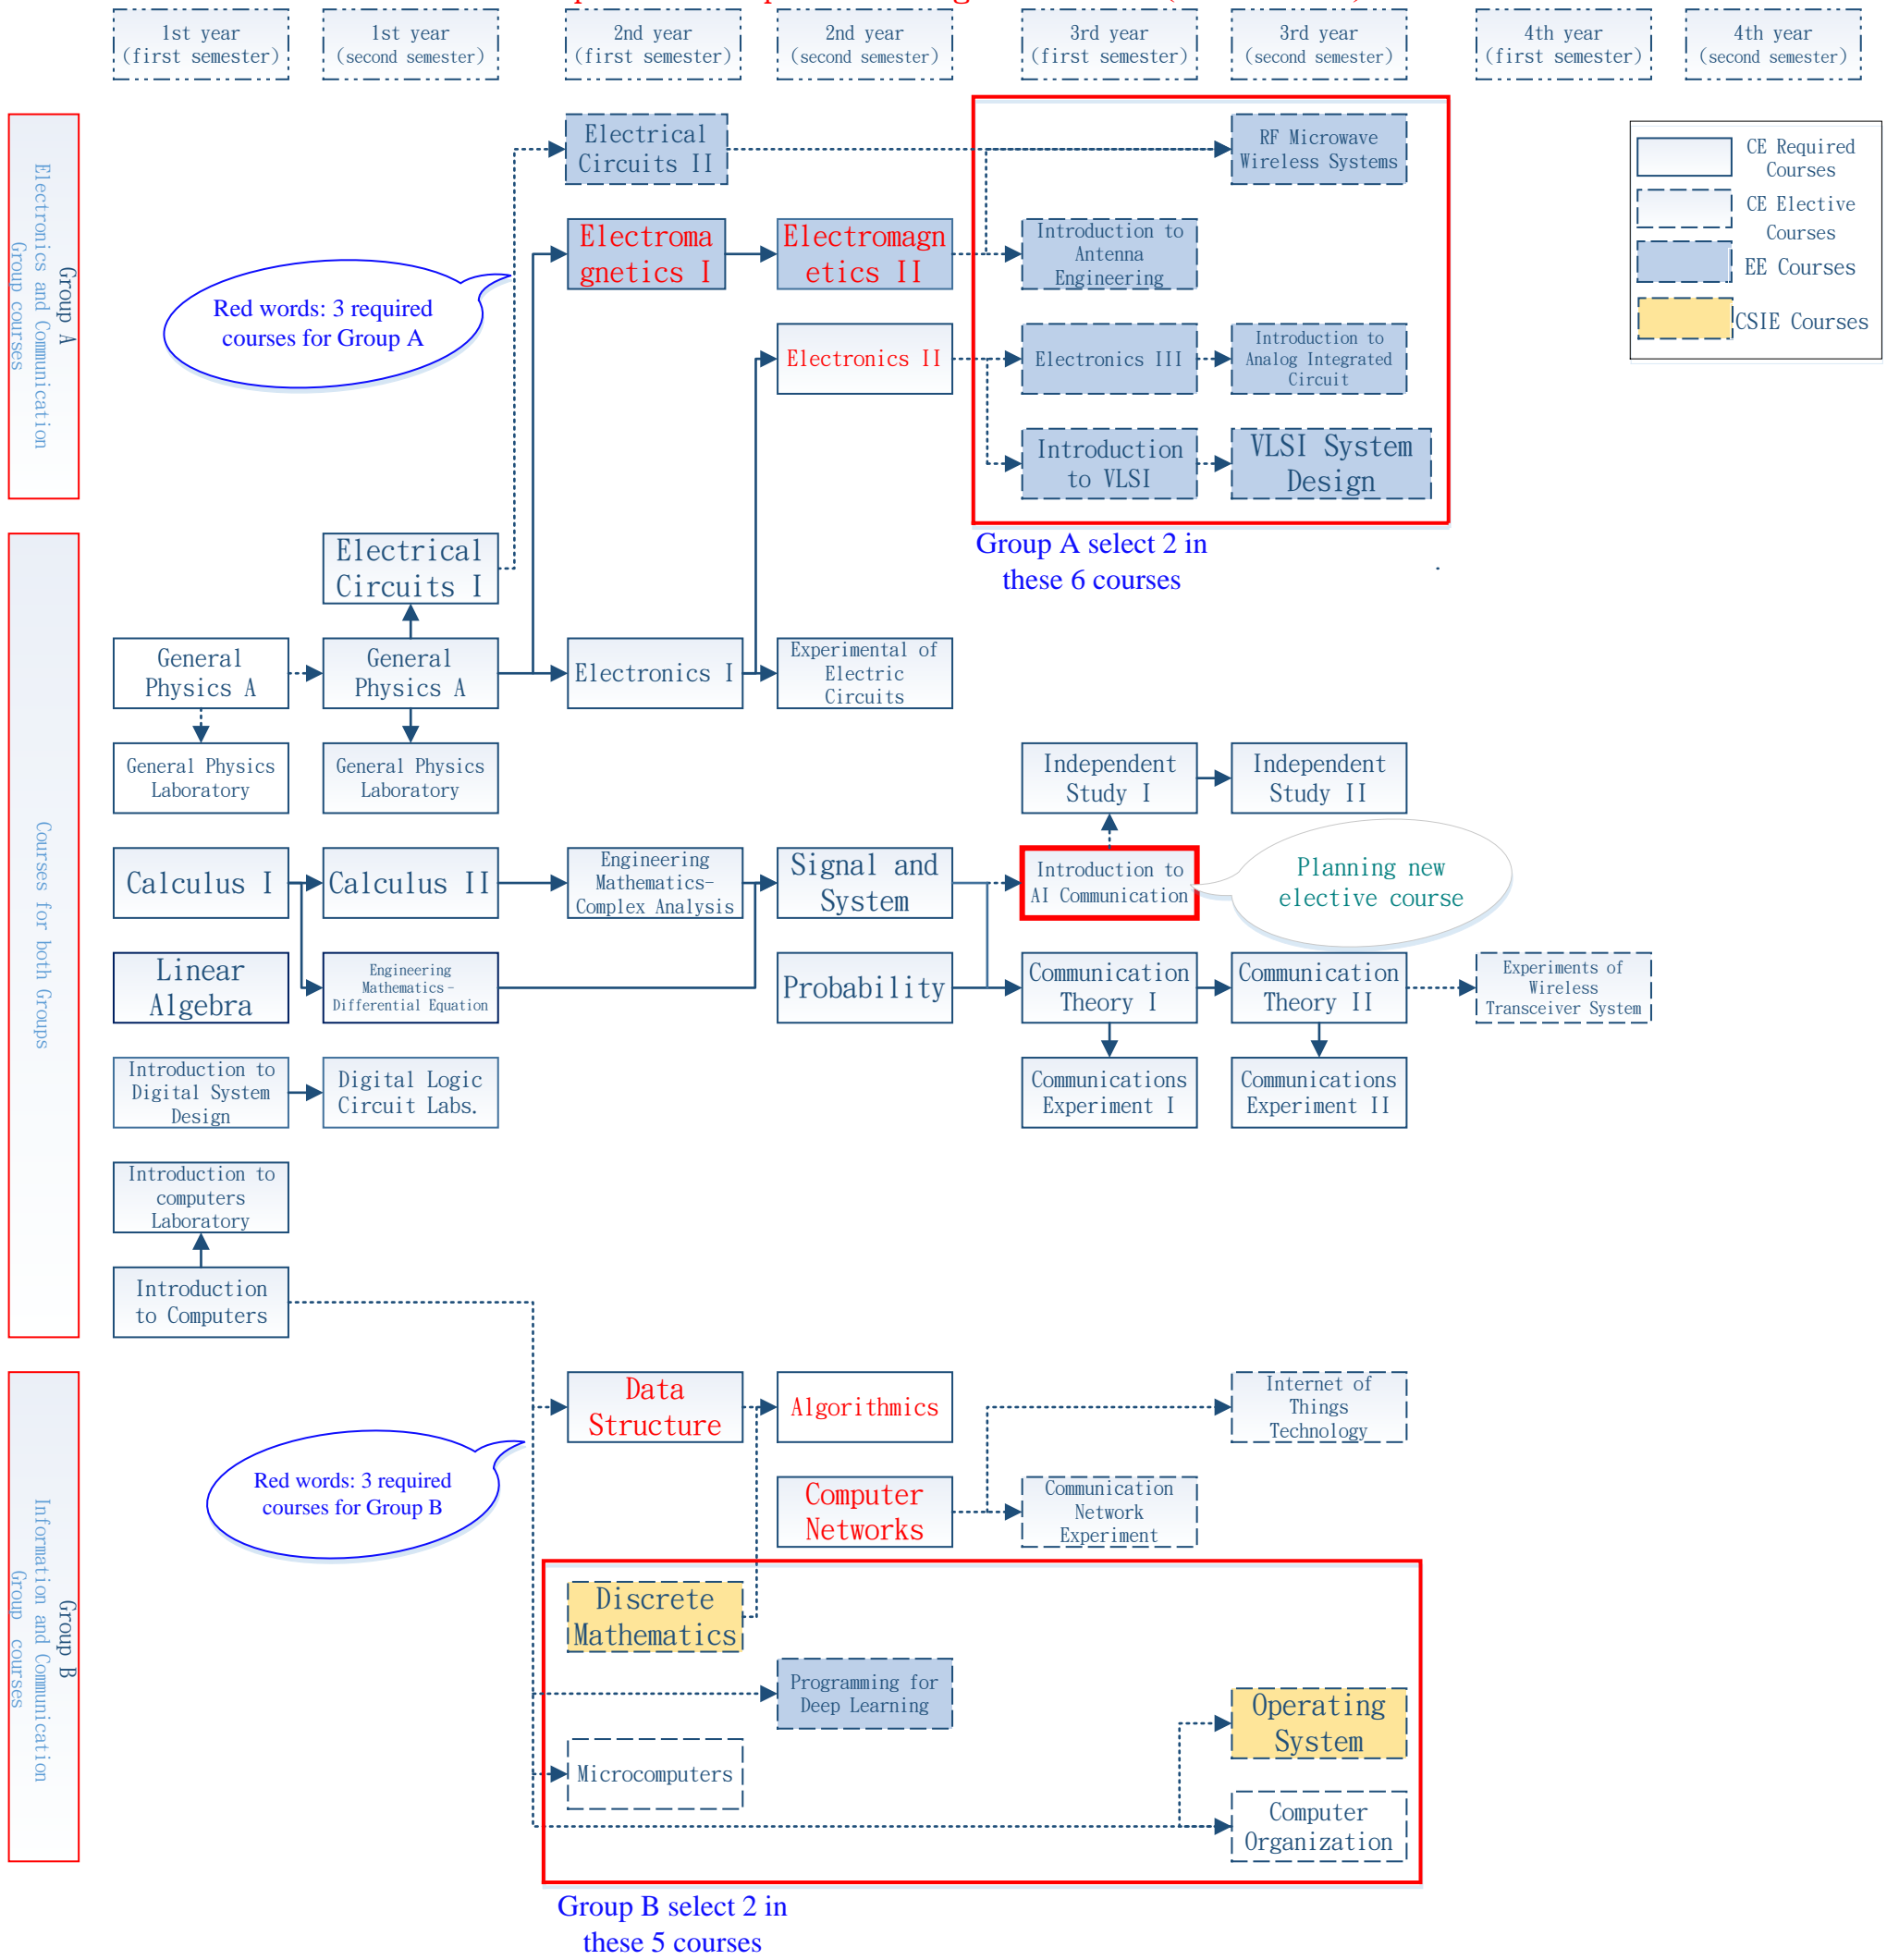 1st year
(first semester)
1st year
(second semester)
2nd year
(first semester)
2nd year
(second semester)
3rd year
(first semester)
3rd year
(second semester)
4th year
(first semester)
4th year
(second semester)
Group A
Electronics and Communication
Group courses
Electrical
Circuits II
RF Microwave
Wireless Systems
CE Required
Courses
CE Elective
Courses
EE Courses
CSIE Courses
Red words: 3 required
courses for Group A
Electroma
gnetics I
Electromagn
etics II
Introduction to
Antenna
Engineering
Electronics II
Electronics III
Introduction to
Analog Integrated
Circuit
Introduction
to VLSI
VLSI System
Design
Group A select 2 in
these 6 courses
Courses for both Groups
Electrical
Circuits I
General
Physics A
General
Physics A
Electronics I
Experimental of
Electric
Circuits
General Physics
Laboratory
General Physics
Laboratory
Independent
Study I
Independent
Study II
Calculus I
Calculus II
Engineering
Mathematics-
Complex Analysis
Signal and
System
Introduction to
AI Communication
Planning new
elective course
Linear
Algebra
Engineering
Mathematics-
Differential Equation
Probability
Communication
Theory I
Communication
Theory II
Experiments of
Wireless
Transceiver System
Introduction to
Digital System
Design
Digital Logic
Circuit Labs.
Communications
Experiment I
Communications
Experiment II
Introduction to
computers
Laboratory
Introduction
to Computers
Group B
Information and Communication
Group courses
Data
Structure
Algorithmics
Internet of
Things
Technology
Red words: 3 required
courses for Group B
Computer
Networks
Communication
Network
Experiment
Discrete
Mathematics
Programming for
Deep Learning
Operating
System
Microcomputers
Computer
Organization
Group B select 2 in
these 5 courses